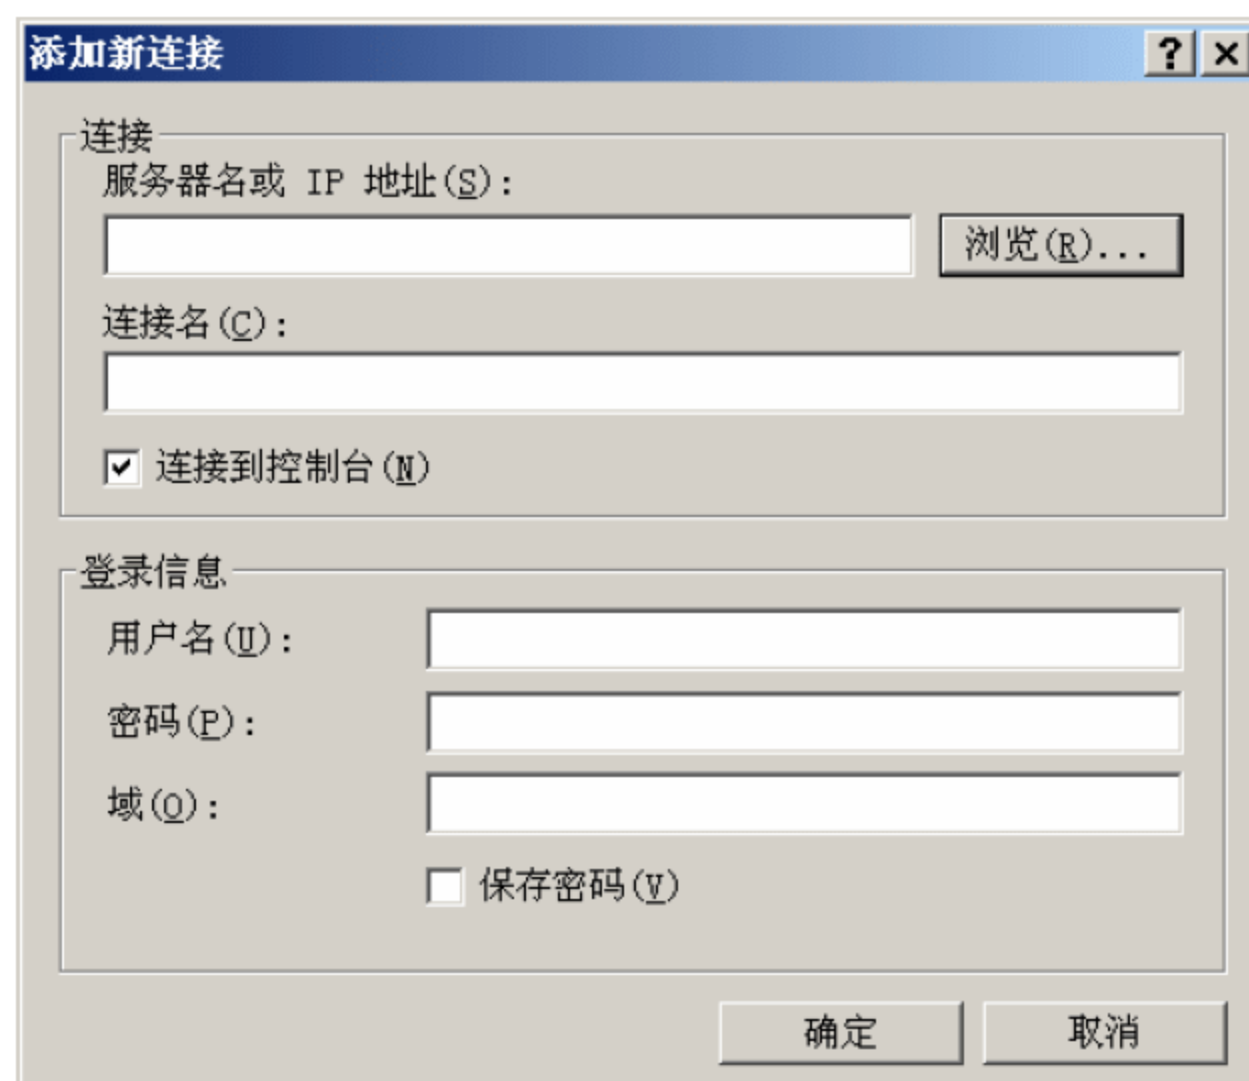 添加新连接
连接
服务器名或 IP 地址(S):
浏览(R)...
连接名(C):
连接到控制台(N)
登录信息
用户名(U):
密码(P):
域(O):
保存密码(V)
确定
取消